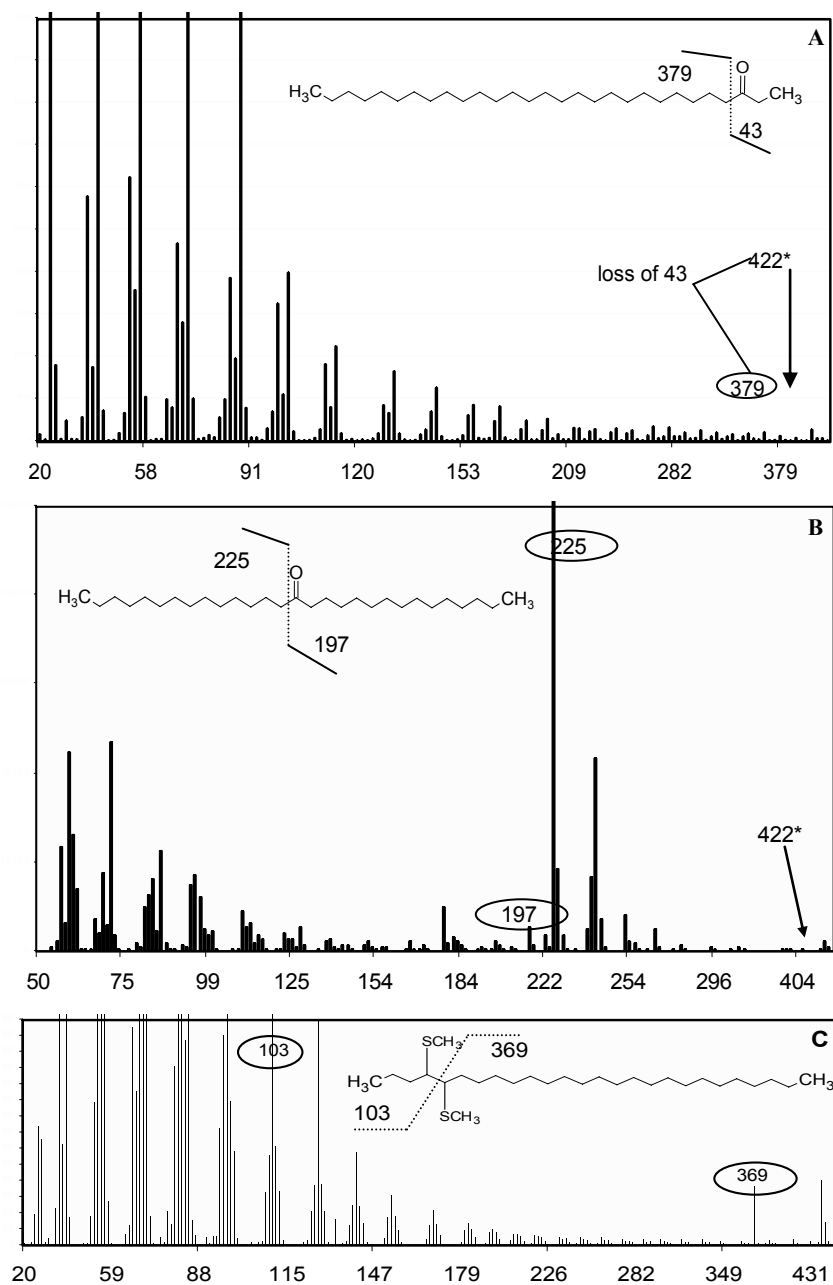 A
O
379
H₃C
CH₃
43
422*
loss of 43
379
20 58 91 120 153 209 282 379
B
225
225
O
H₃C
CH₃
197
422*
197
50 75 99 125 154 184 222 254 296 404
C
103
SCH₃
369
H₃C
CH₃
103
SCH₃
369
20 59 88 115 147 179 226 282 349 431